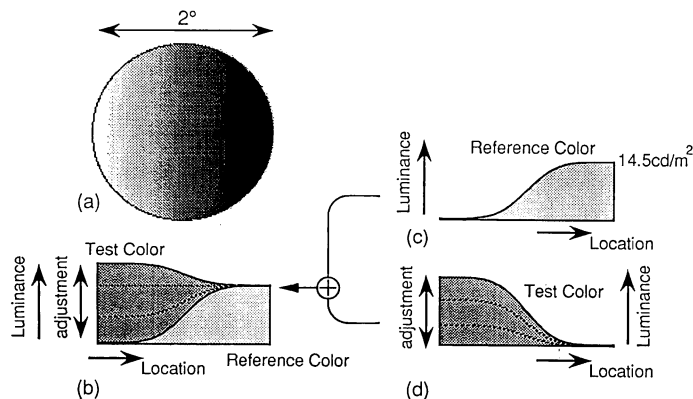 2°
(a)
Reference Color
14.5cd/m²
Luminance
(c)
Location
Test Color
Luminance
adjustment
Location
Reference Color
(b)
adjustment
Test Color
Luminance
Location
(d)